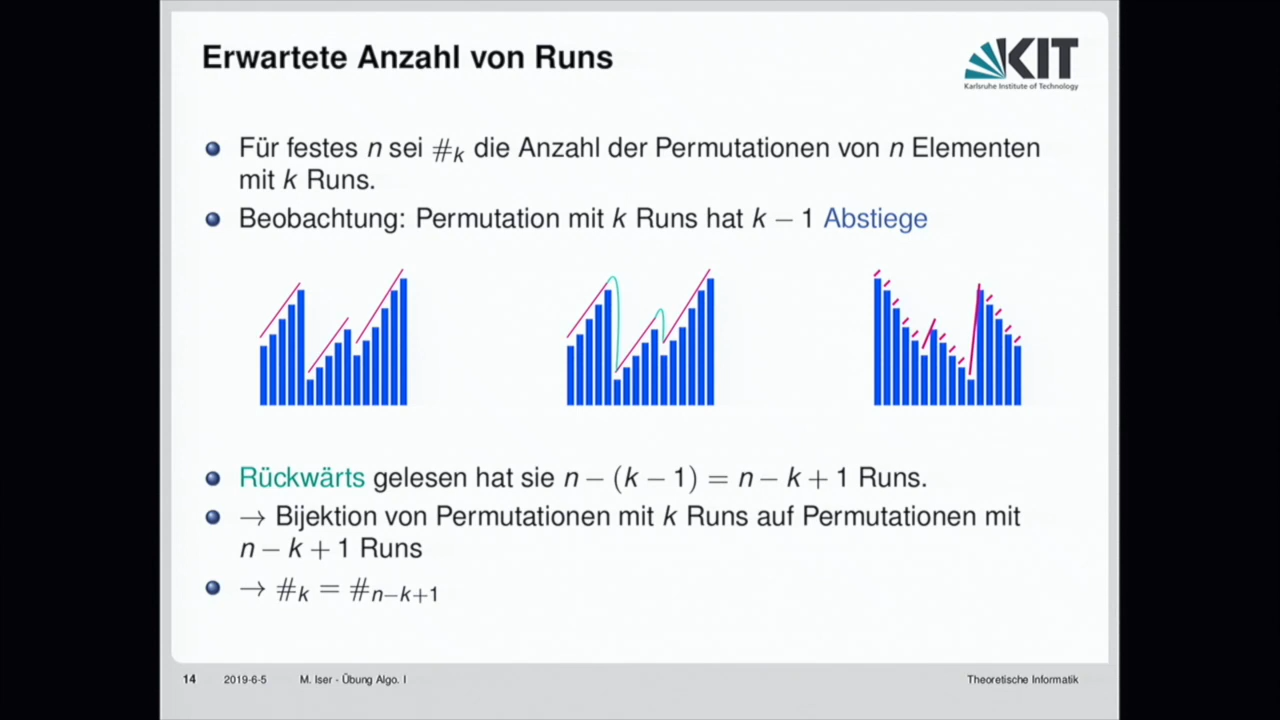 Erwartete Anzahl von Runs
KIT
Karlsruhe Institute of Technology
Für festes n sei #k die Anzahl der Permutationen von n Elementen
mit k Runs.
Beobachtung: Permutation mit k Runs hat k − 1 Abstiege
Rückwärts gelesen hat sie n − (k − 1) = n − k + 1 Runs.
→ Bijektion von Permutationen mit k Runs auf Permutationen mit
n − k + 1 Runs
→ #k = #n−k+1
14 2019-6-5 M. Iser - Übung Algo. I Theoretische Informatik